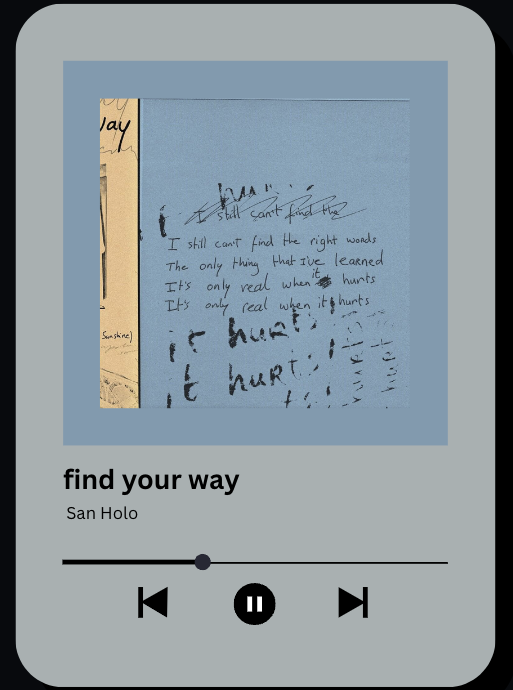 way
Sunshine)
hurts
I still can't find the
I still can't find the right words
The only thing that I've learned
It's only real when it hurts
It's only real when it hurts
it hurts
it hurts
find your way
San Holo